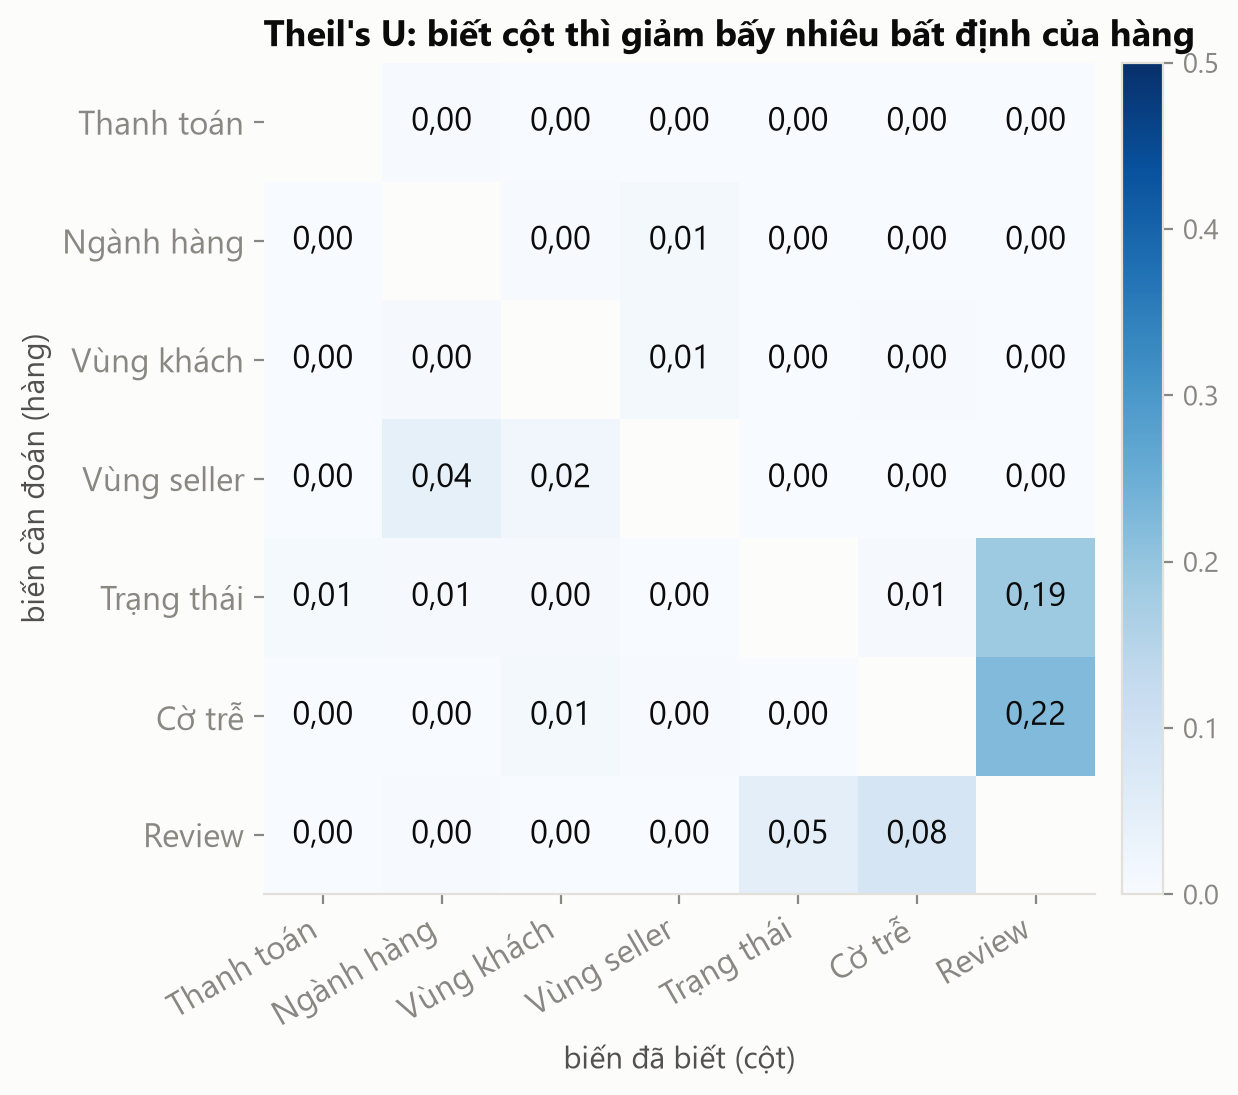 Theil's U: biết cột thì giảm bấy nhiêu bất định của hàng
biến cần đoán (hàng)
Thanh toán 0,00 0,00 0,00 0,00 0,00 0,00
Ngành hàng 0,00 0,00 0,01 0,00 0,00 0,00
Vùng khách 0,00 0,00 0,01 0,00 0,00 0,00
Vùng seller 0,00 0,04 0,02 0,00 0,00 0,00
Trạng thái 0,01 0,01 0,00 0,00 0,01 0,19
Cờ trễ 0,00 0,00 0,01 0,00 0,00 0,22
Review 0,00 0,00 0,00 0,00 0,05 0,08
Thanh toán Ngành hàng Vùng khách Vùng seller Trạng thái Cờ trễ Review
biến đã biết (cột)
0.5
0.4
0.3
0.2
0.1
0.0